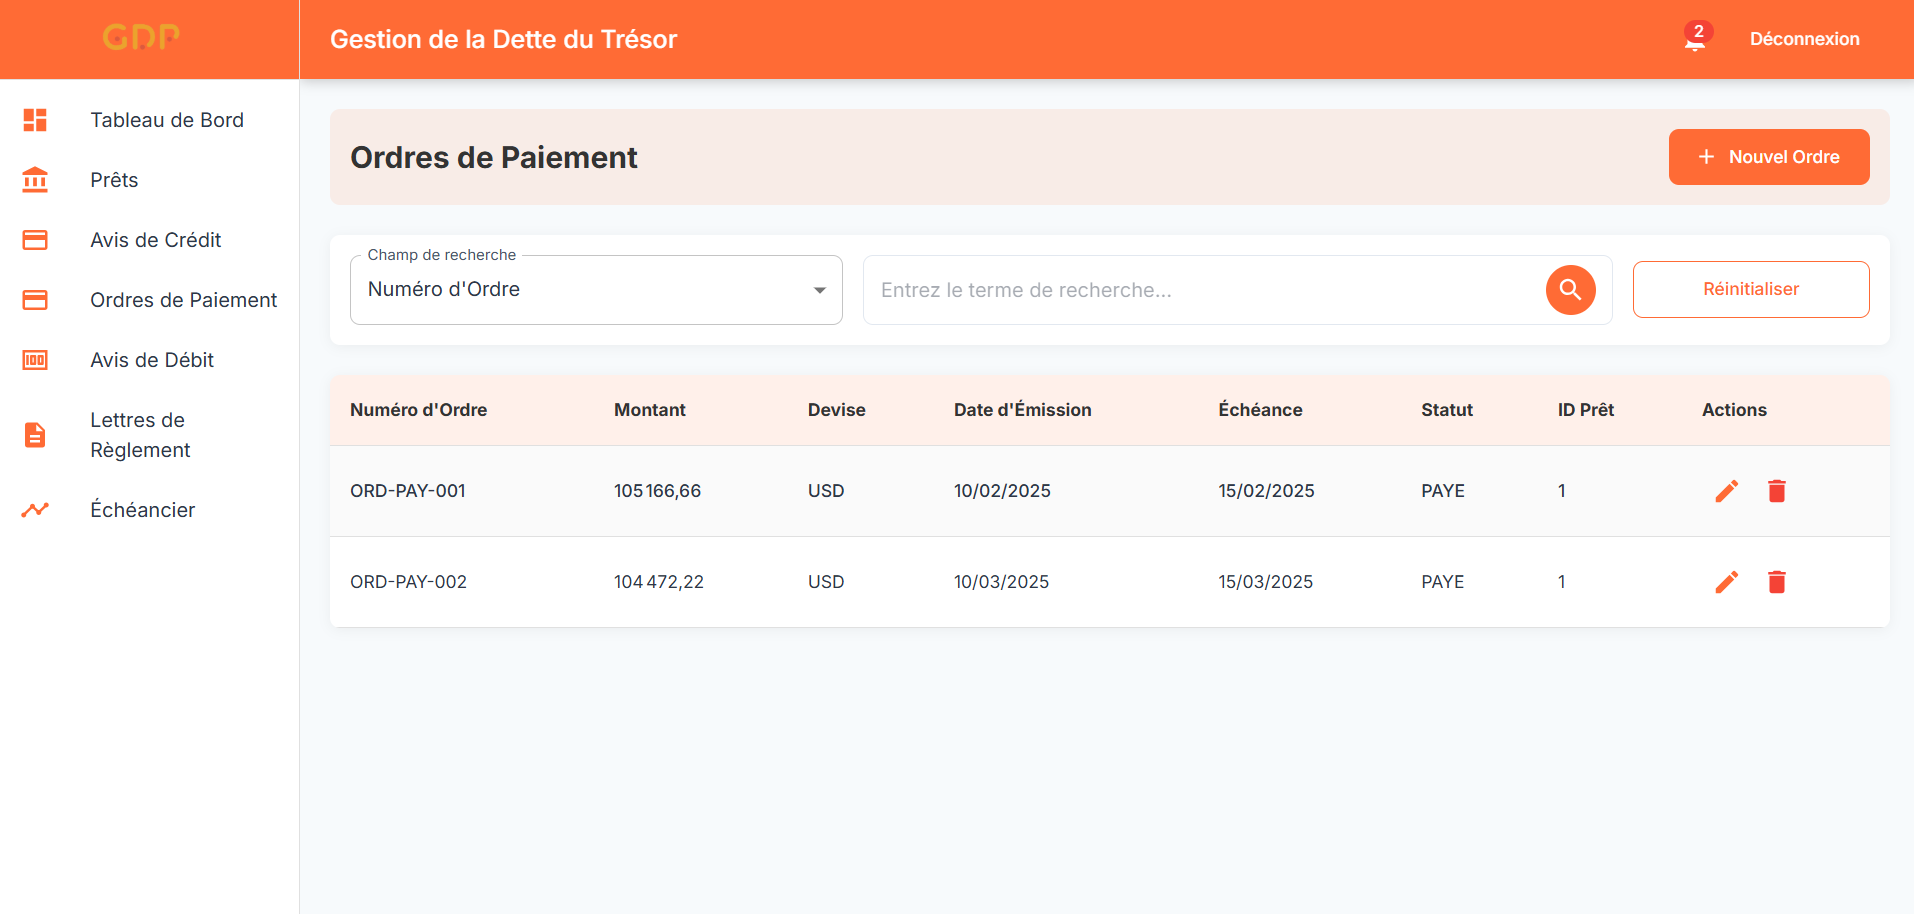 GDP
Gestion de la Dette du Trésor
2
Déconnexion
Tableau de Bord
Prêts
Avis de Crédit
Ordres de Paiement
Avis de Débit
Lettres de
Règlement
Échéancier
Ordres de Paiement
+ Nouvel Ordre
Champ de recherche
Numéro d'Ordre
Entrez le terme de recherche...
Réinitialiser
Numéro d'Ordre Montant Devise Date d'Émission Échéance Statut ID Prêt Actions
ORD-PAY-001 105 166,66 USD 10/02/2025 15/02/2025 PAYE 1
ORD-PAY-002 104 472,22 USD 10/03/2025 15/03/2025 PAYE 1